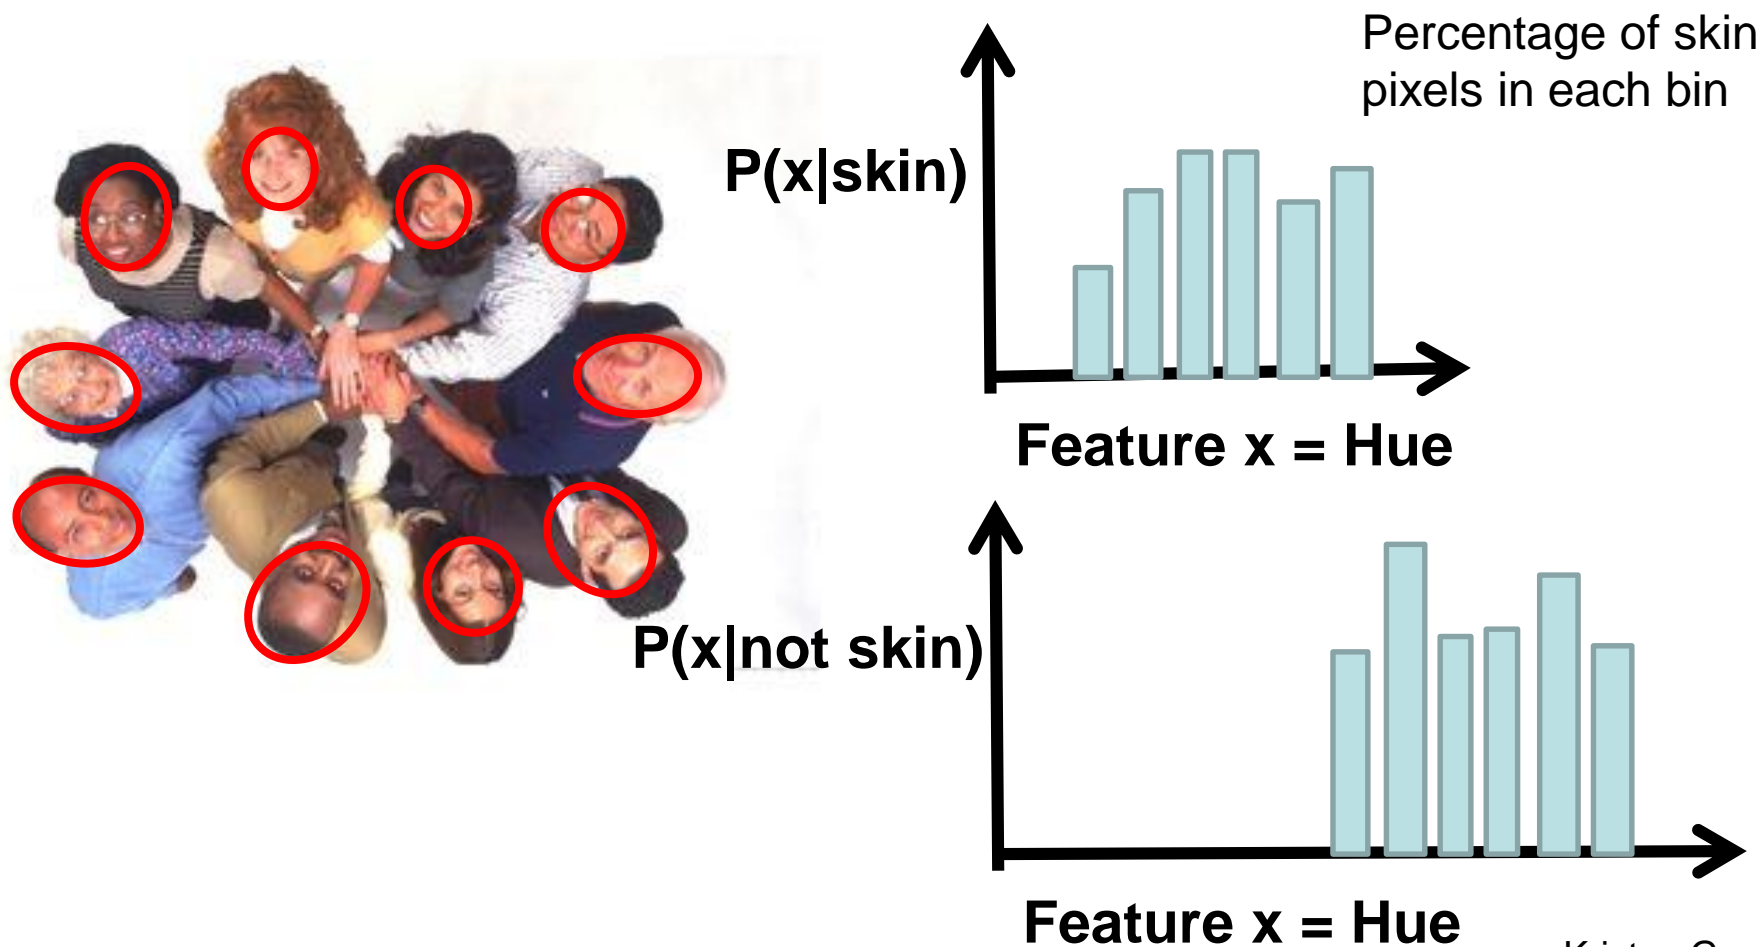 Percentage of skin
pixels in each bin
P(x|skin)
Feature x = Hue
P(x|not skin)
Feature x = Hue